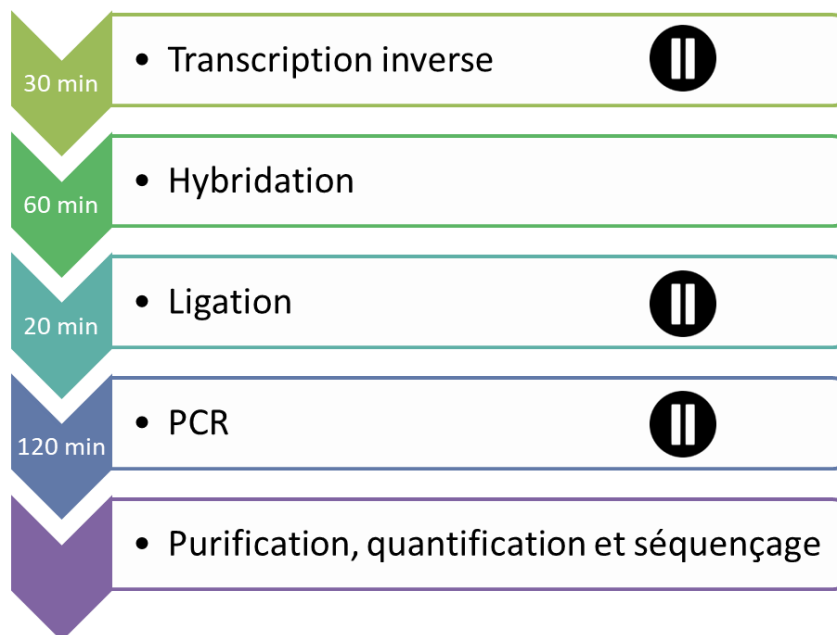 30 min
• Transcription inverse
60 min
• Hybridation
20 min
• Ligation
120 min
• PCR
• Purification, quantification et séquençage